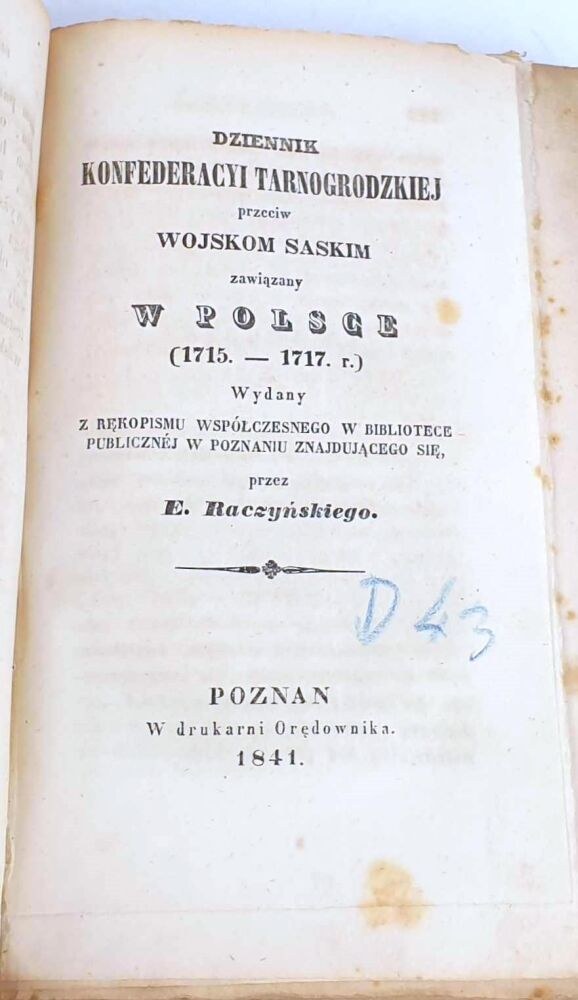 DZIENNIK
KONFEDERACYI TARNOGRODZKIEJ
przeciw
WOJSKOM SASKIM
zawiązany
W POLSCE
(1715. — 1717. r.)
Wydany
Z RĘKOPISMU WSPÓŁCZESNEGO W BIBLIOTECE
PUBLICZNÉJ W POZNANIU ZNAJDUJĄCEGO SIĘ,
przez
E. Raczyńskiego.
D 43
POZNAN
W drukarni Orędownika.
1841.